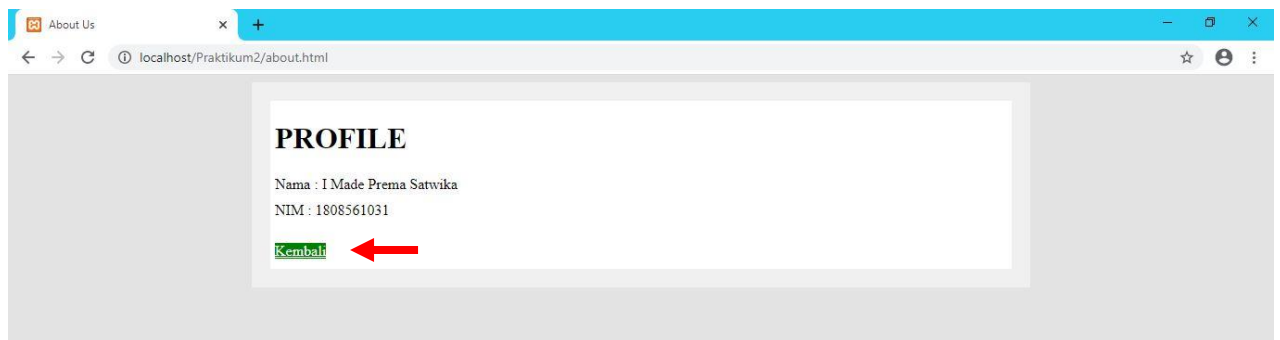 About Us
localhost/Praktikum2/about.html
PROFILE
Nama : I Made Prema Satwika
NIM : 1808561031
Kembali